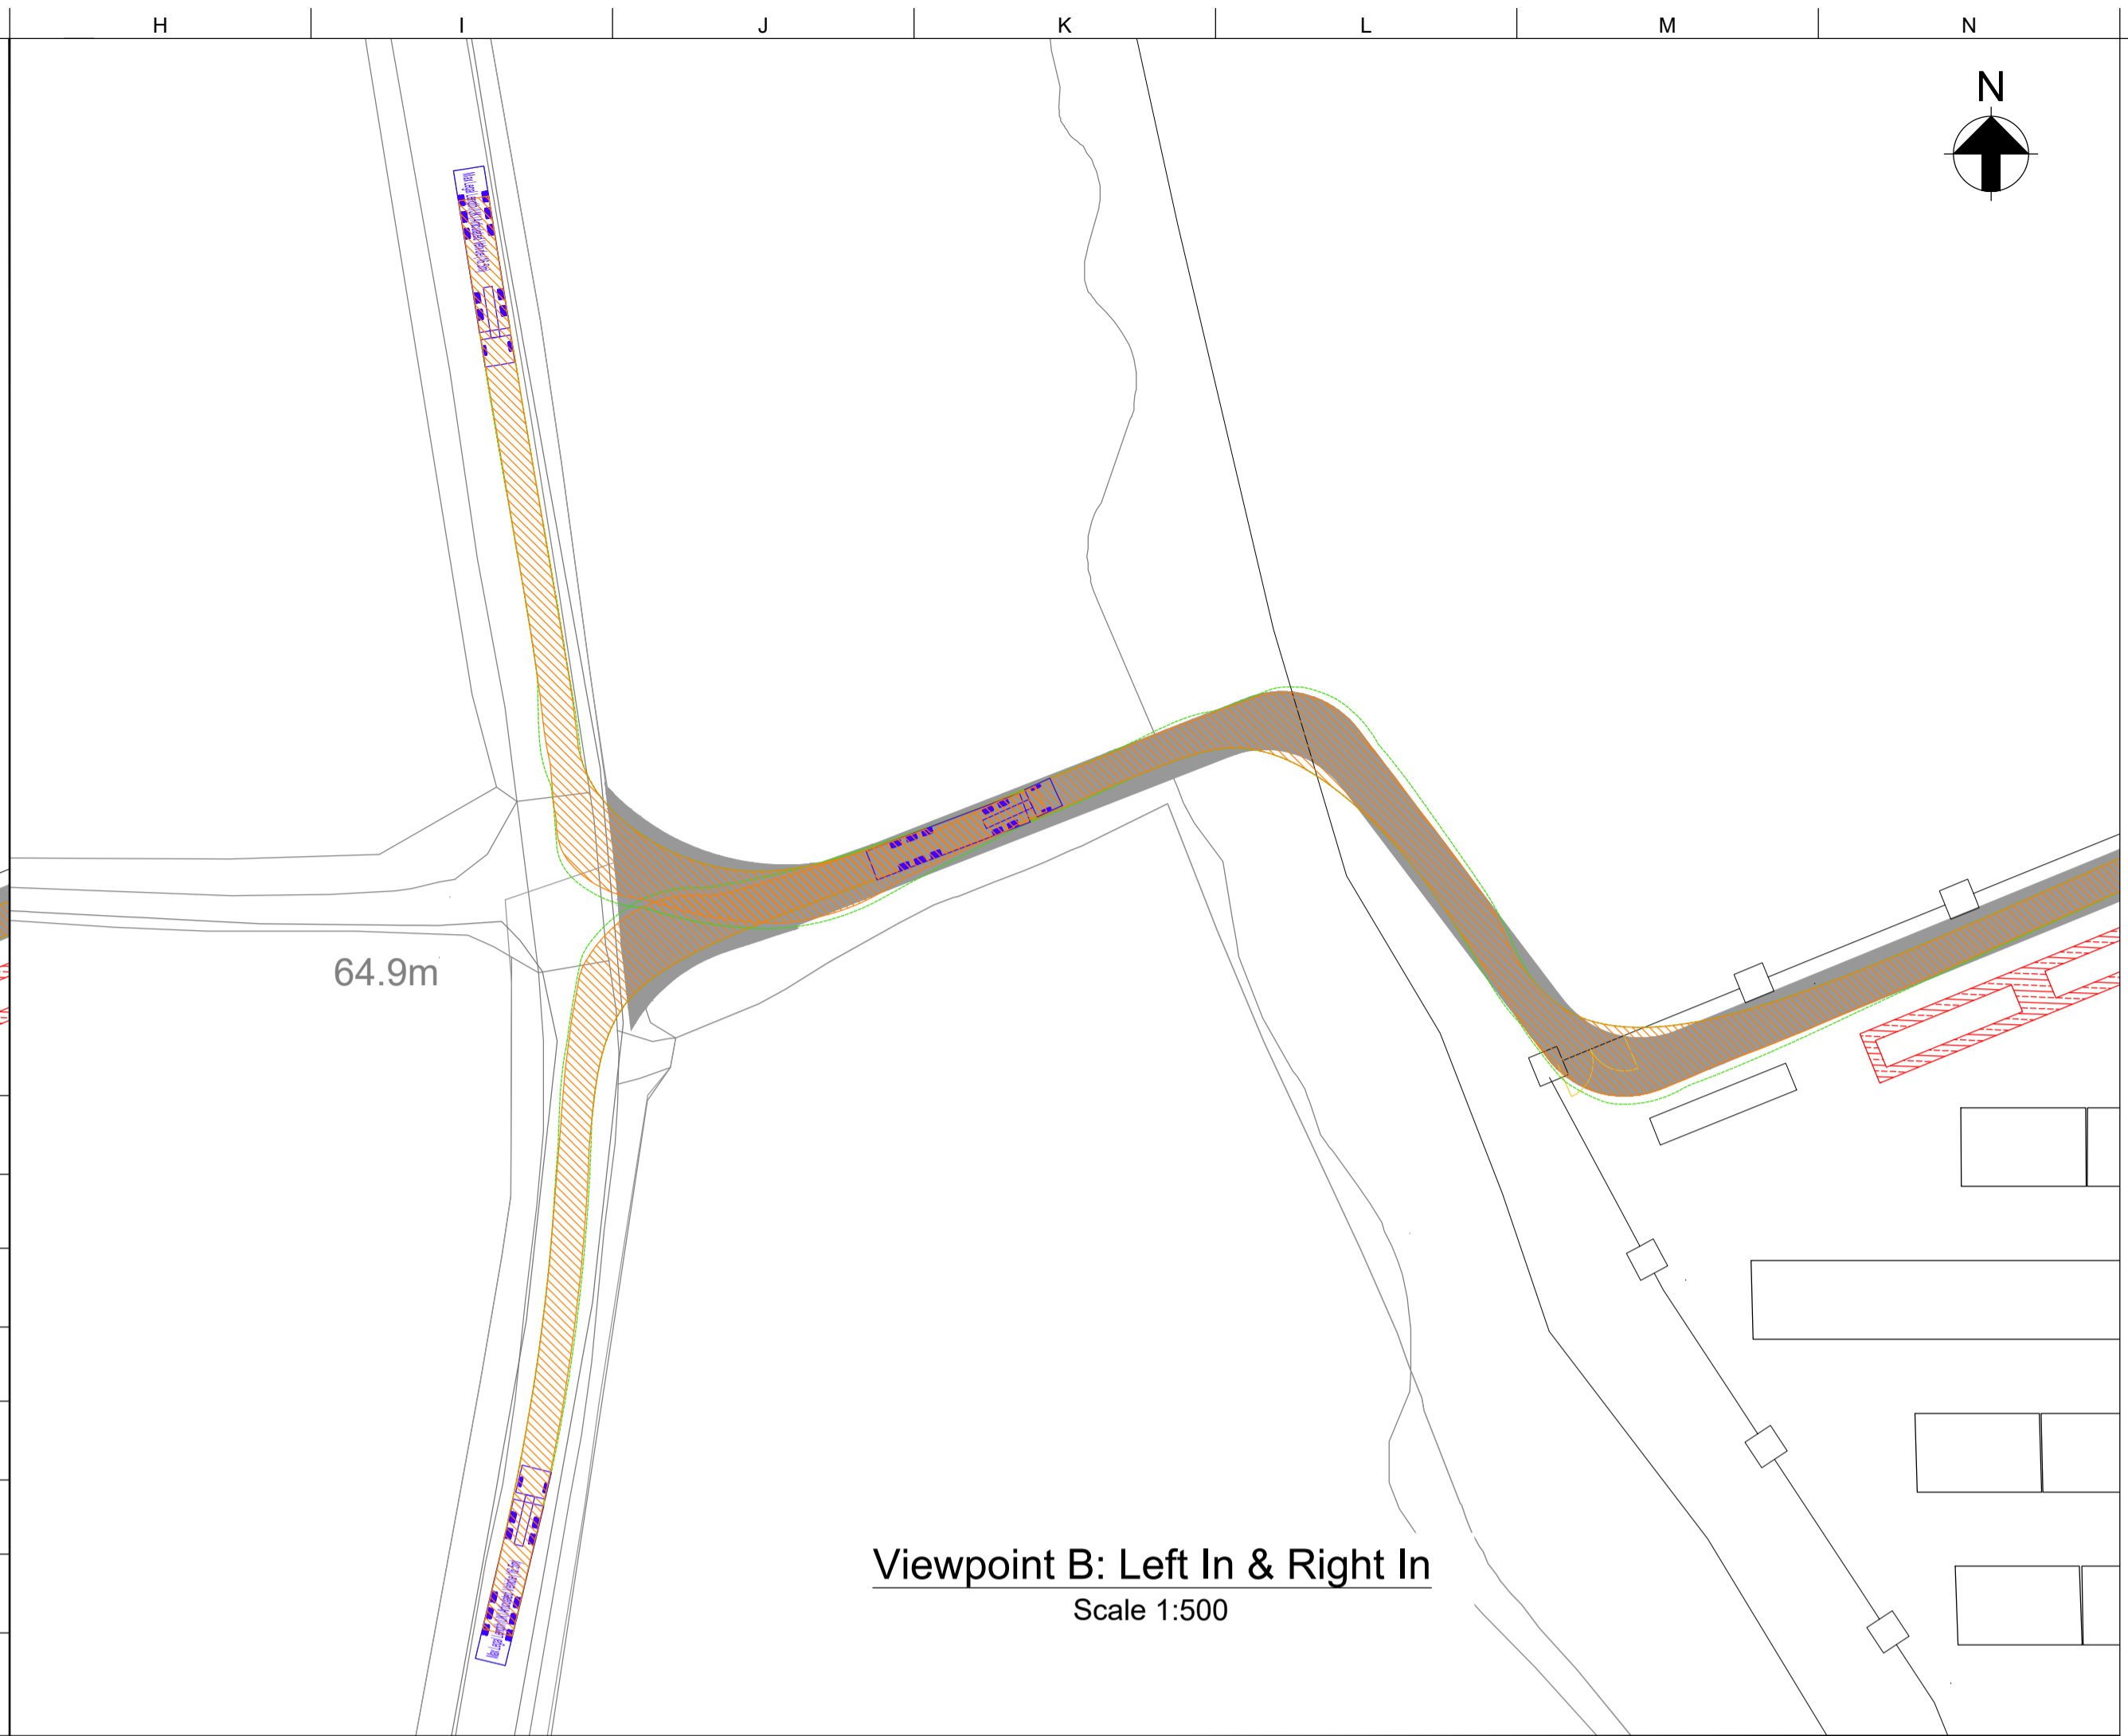 H I J K L M N
N
64.9m
Viewpoint B: Left In & Right In
Scale 1:500